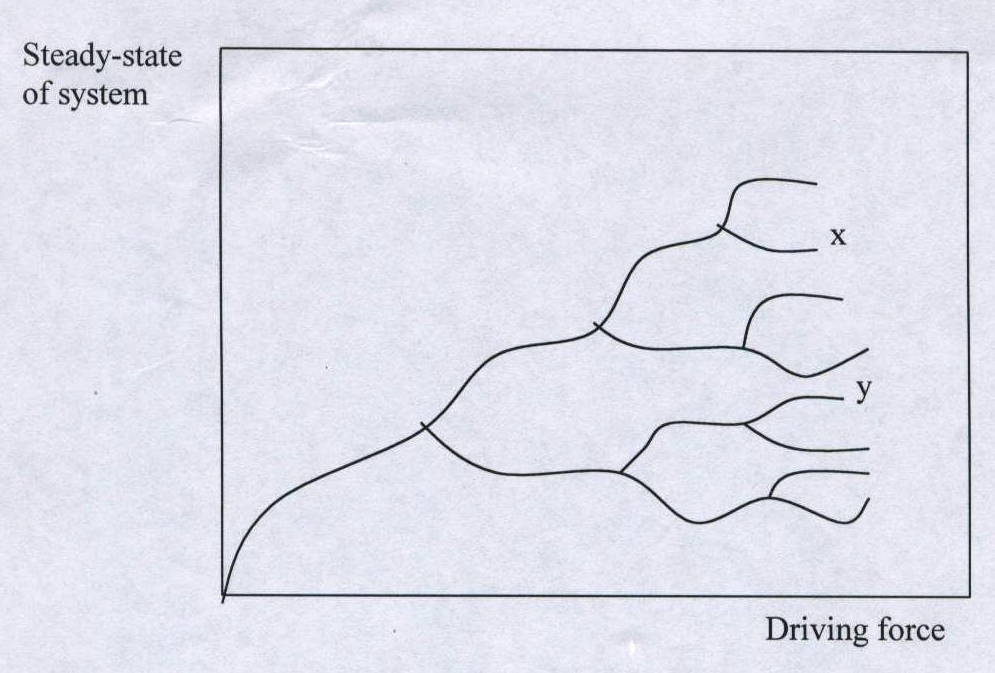 Steady-state
of system
x
y
Driving force